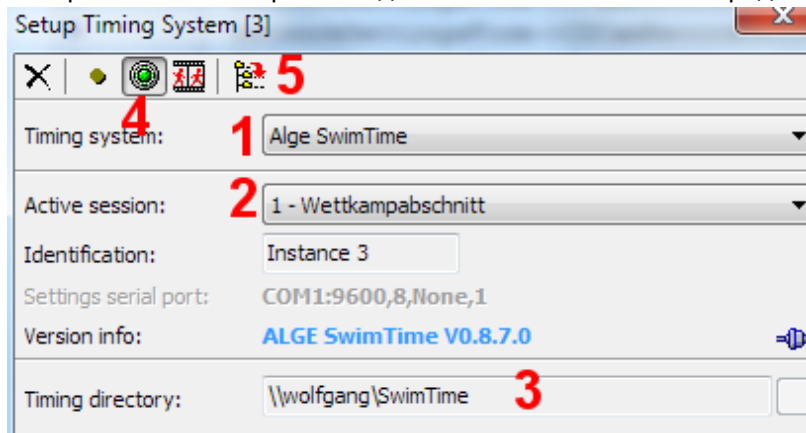 Setup Timing System [3]
5
4
Timing system: 1 Alge SwimTime
Active session: 2 1 - Wettkampabschnitt
Identification: Instance 3
Settings serial port: COM1:9600,8,None,1
Version info: ALGE SwimTime V0.8.7.0
Timing directory: \\wolfgang\SwimTime 3